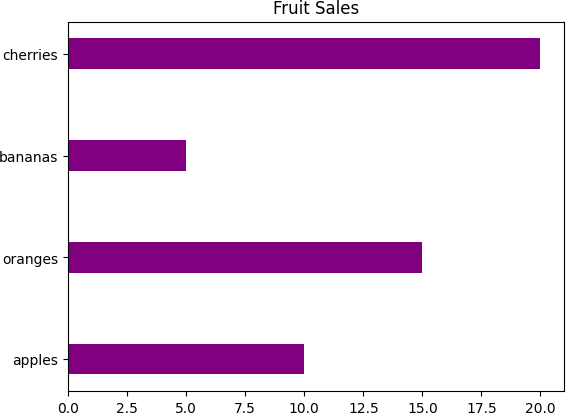 Fruit Sales
cherries
bananas
oranges
apples
0.0 2.5 5.0 7.5 10.0 12.5 15.0 17.5 20.0